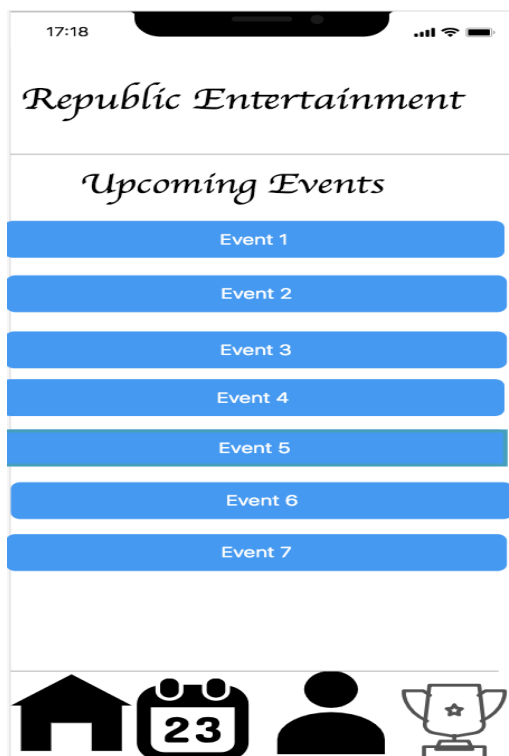 17:18
Republic Entertainment
Upcoming Events
Event 1
Event 2
Event 3
Event 4
Event 5
Event 6
Event 7
23